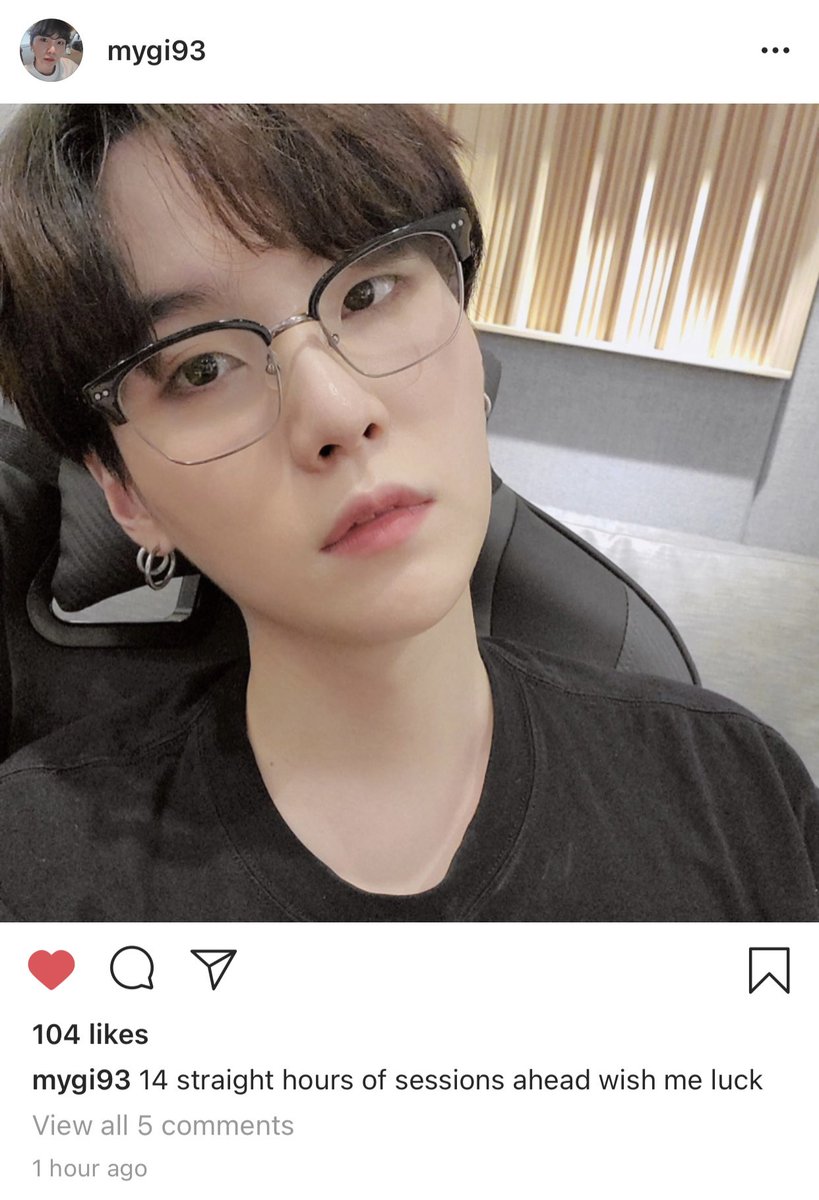 mygi93
104 likes
mygi93 14 straight hours of sessions ahead wish me luck
View all 5 comments
1 hour ago